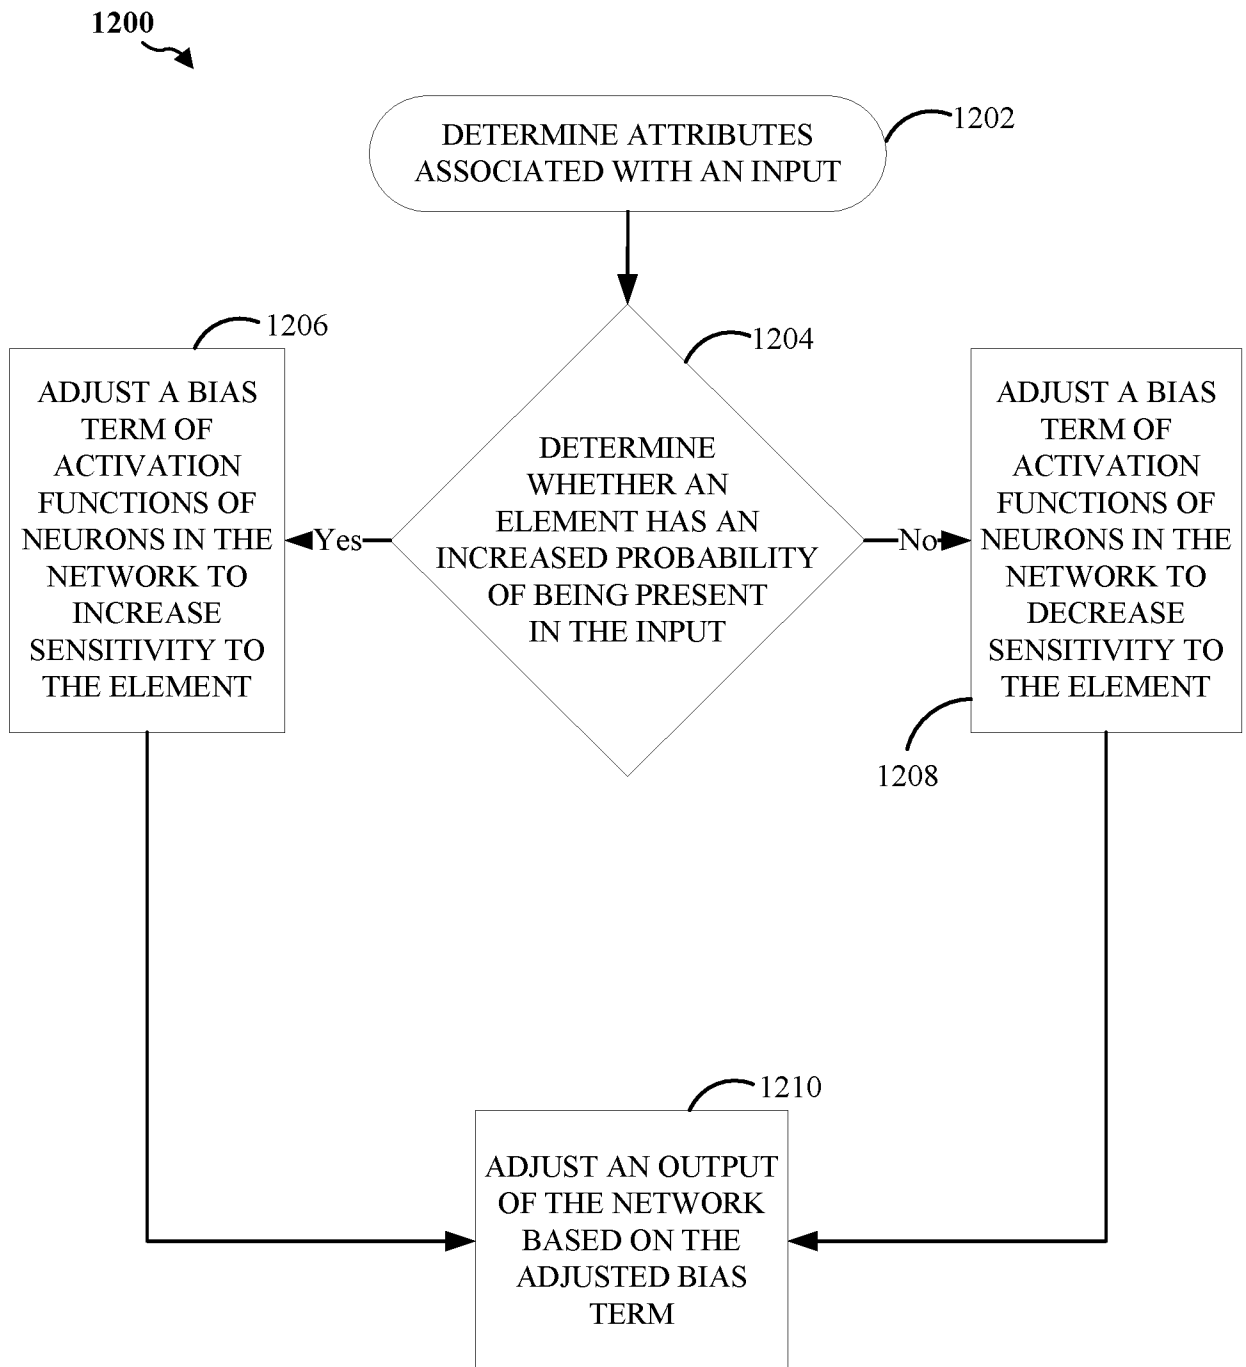 1200
DETERMINE ATTRIBUTES
ASSOCIATED WITH AN INPUT
1202
1206
ADJUST A BIAS
TERM OF
ACTIVATION
FUNCTIONS OF
NEURONS IN THE
NETWORK TO
INCREASE
SENSITIVITY TO
THE ELEMENT
Yes
1204
DETERMINE
WHETHER AN
ELEMENT HAS AN
INCREASED PROBABILITY
OF BEING PRESENT
IN THE INPUT
No
ADJUST A BIAS
TERM OF
ACTIVATION
FUNCTIONS OF
NEURONS IN THE
NETWORK TO
DECREASE
SENSITIVITY TO
THE ELEMENT
1208
1210
ADJUST AN OUTPUT
OF THE NETWORK
BASED ON THE
ADJUSTED BIAS
TERM